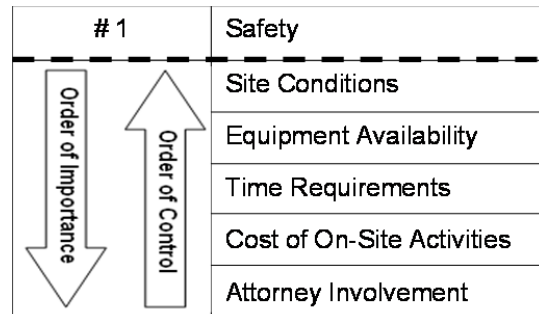 # 1
Safety
Order of Importance
Order of Control
Site Conditions
Equipment Availability
Time Requirements
Cost of On-Site Activities
Attorney Involvement